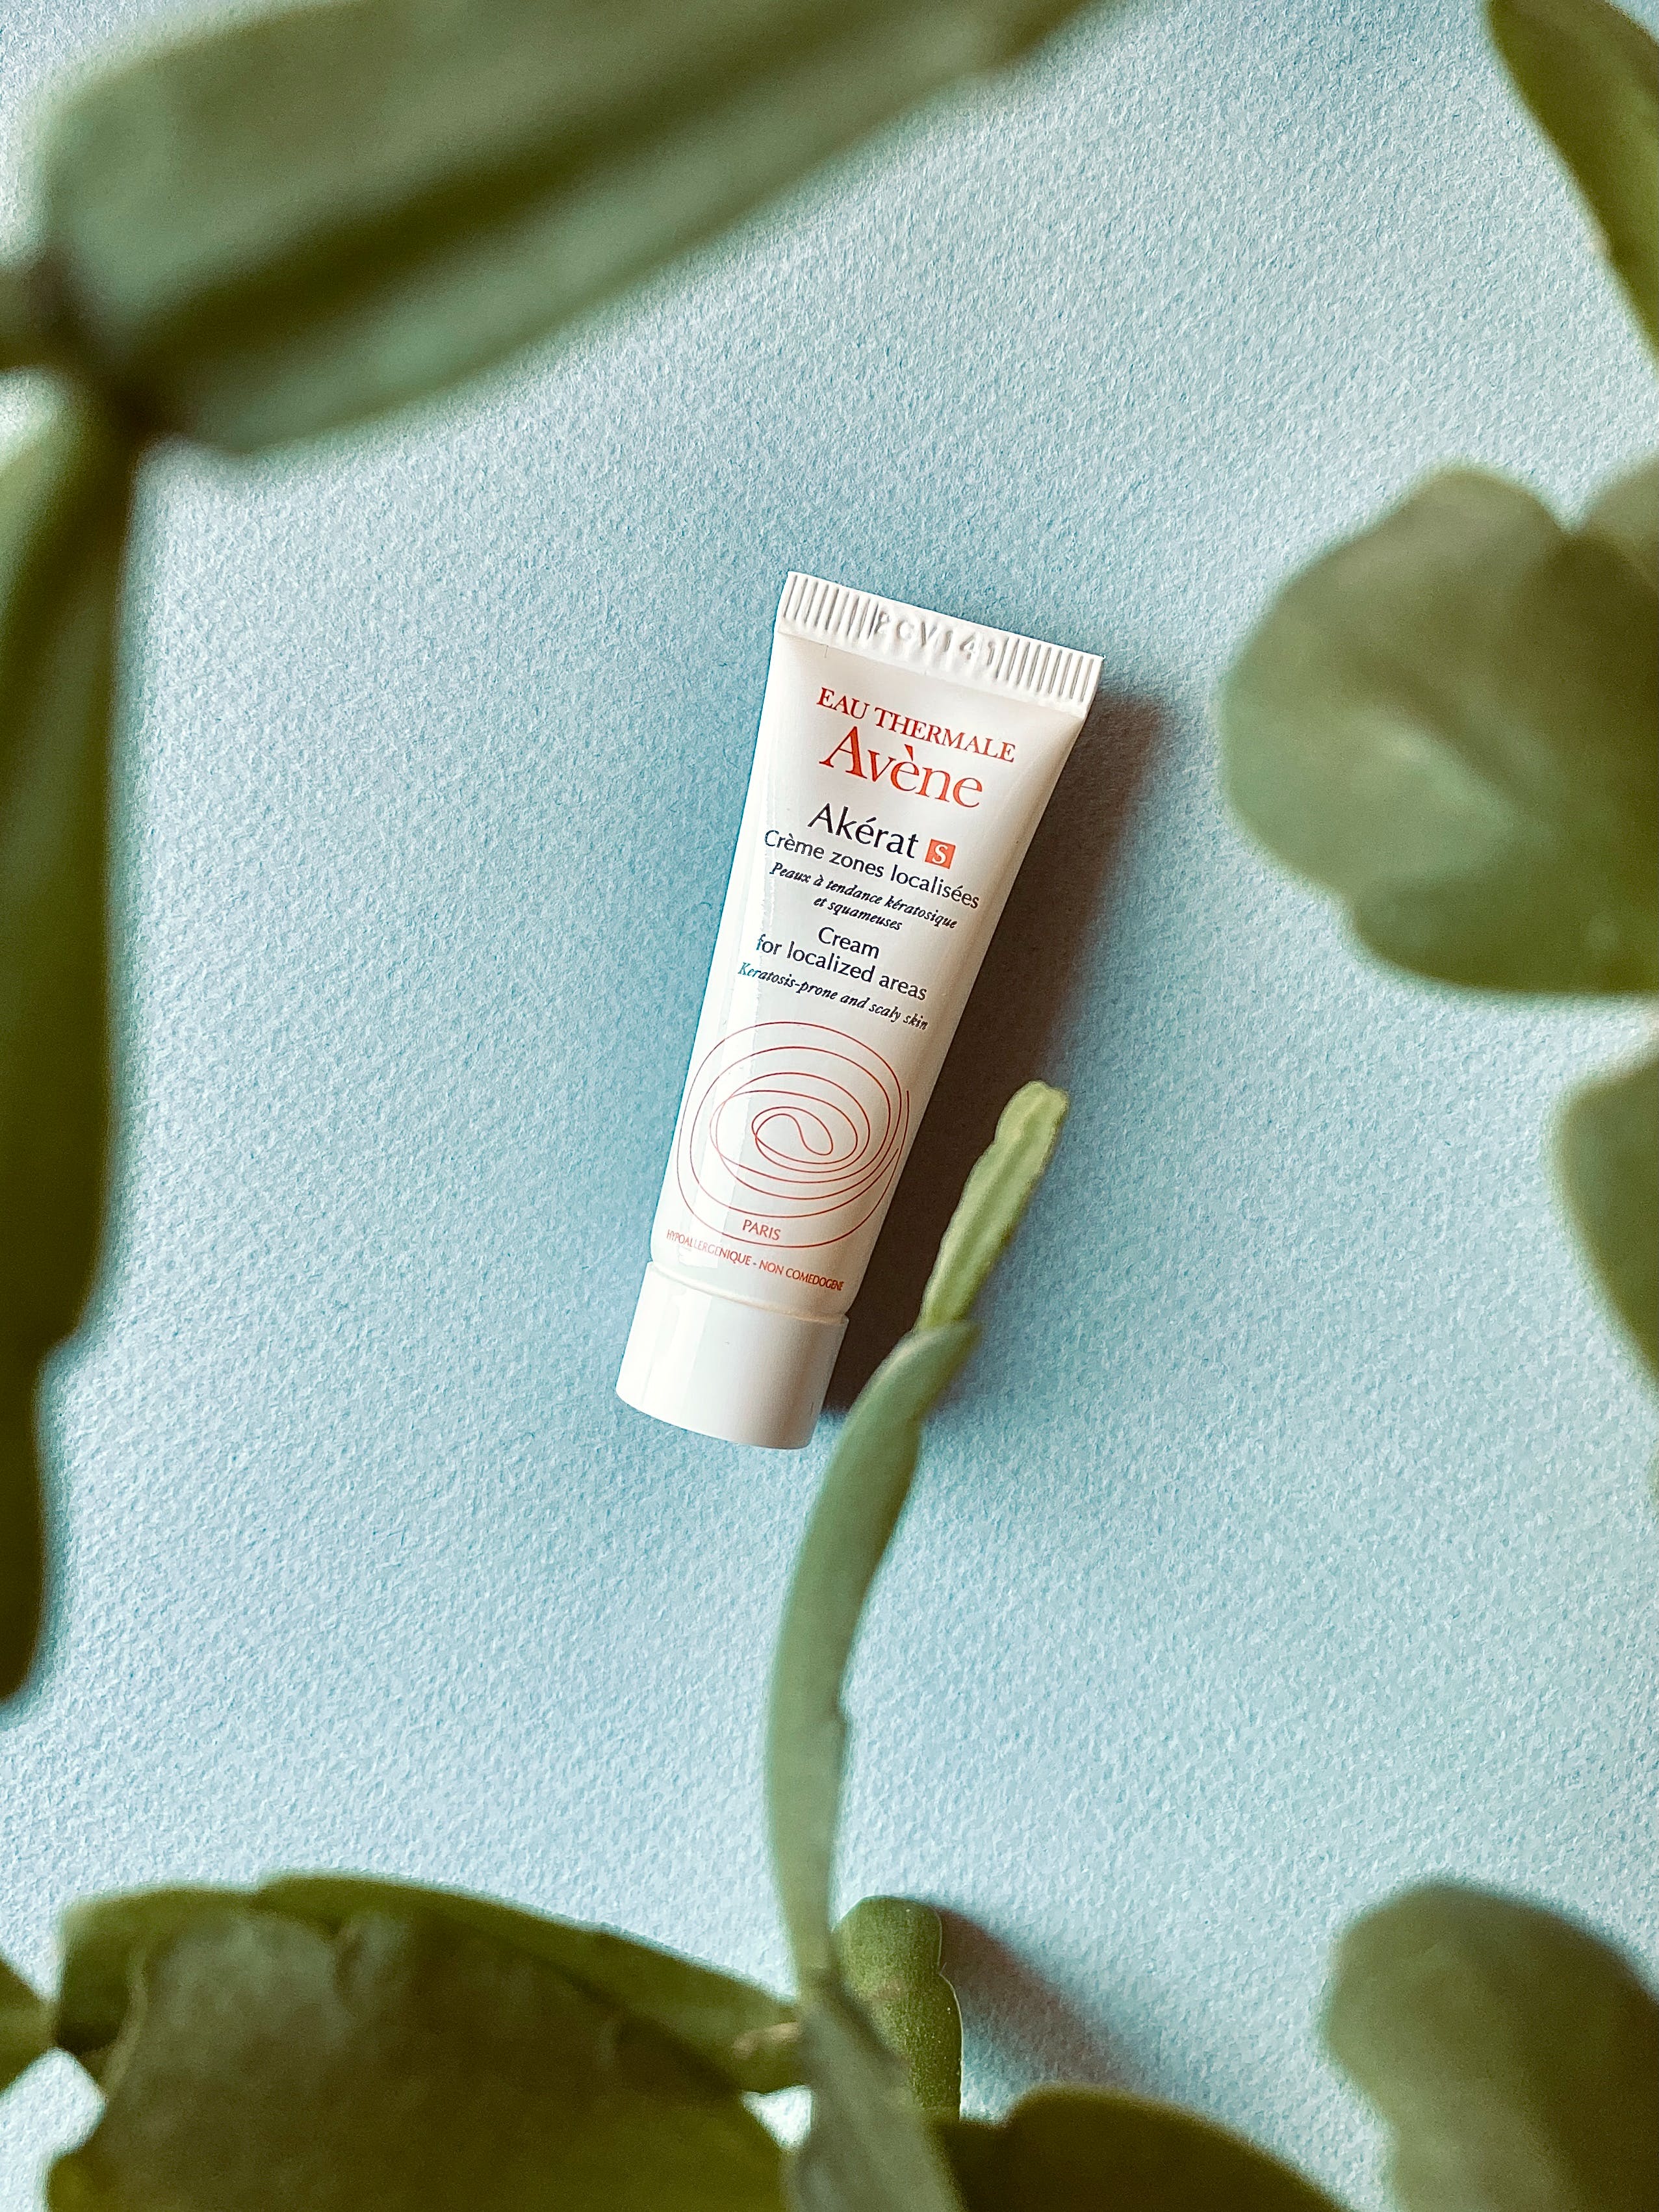 EAU THERMALE
Avène
Akérat S
Crème zones localisées
Peaux à tendance kératosique
et squameuses
Cream
for localized areas
Keratosis-prone and scaly skin
PARIS
HYPOALLERGENIQUE - NON COMEDOGENE